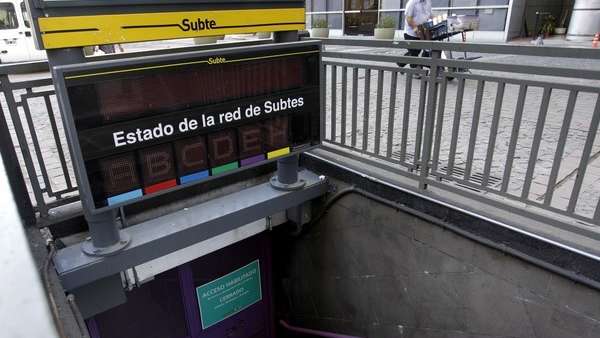 Subte
Subte
Estado de la red de Subtes
A B C D E H
ACCESO HABILITADO
CERRADO